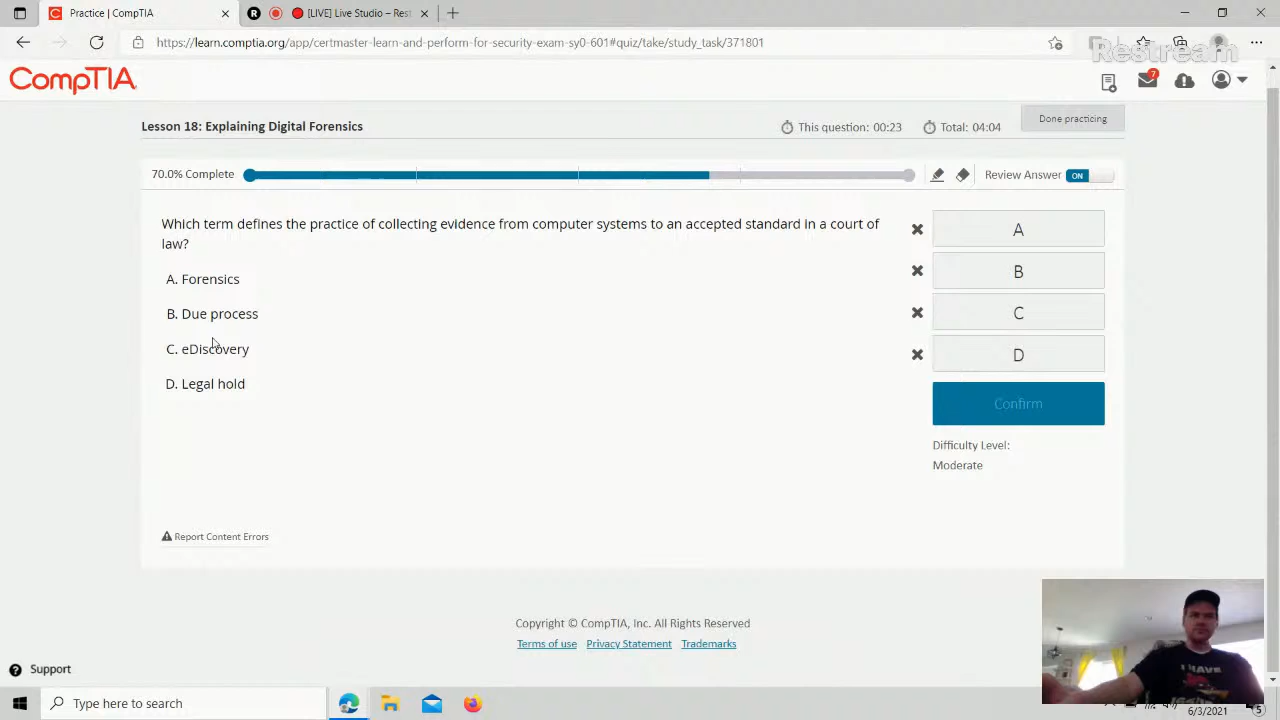 Practice | CompTIA
[LIVE] Live Studio – Rest
https://learn.comptia.org/app/certmaster-learn-and-perform-for-security-exam-sy0-601#quiz/take/study_task/371801
Restream
CompTIA.
7
Lesson 18: Explaining Digital Forensics
This question: 00:23
Total: 04:04
Done practicing
70.0% Complete
Review Answer
ON
Which term defines the practice of collecting evidence from computer systems to an accepted standard in a court of
law?
A. Forensics
B. Due process
C. eDiscovery
D. Legal hold
A
B
C
D
Confirm
Difficulty Level:
Moderate
Report Content Errors
Copyright © CompTIA, Inc. All Rights Reserved
Terms of use
Privacy Statement
Trademarks
Support
I HAVE
Type here to search
6/3/2021
5